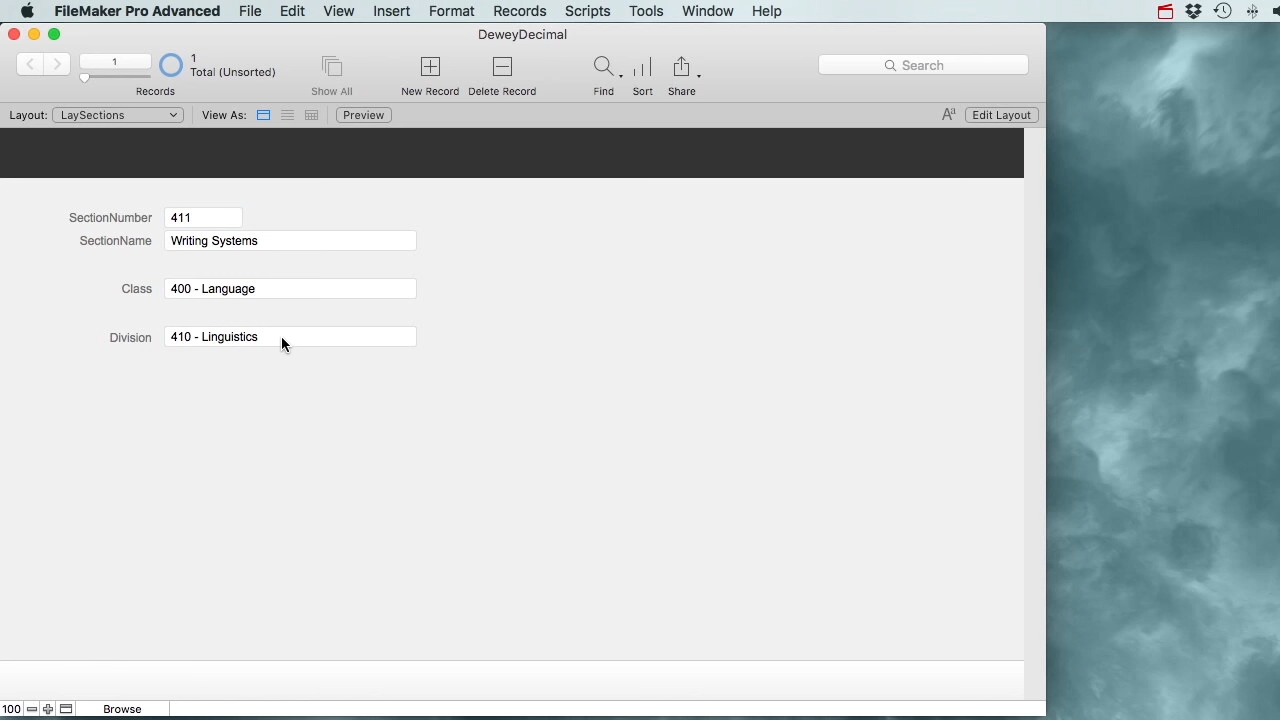 FileMaker Pro Advanced File Edit View Insert Format Records Scripts Tools Window Help
DeweyDecimal
1
1
Total (Unsorted)
Records
Show All
New Record
Delete Record
Find
Sort
Share
Search
Layout: LaySections View As: Preview Aa Edit Layout
SectionNumber 411
SectionName Writing Systems
Class 400 - Language
Division 410 - Linguistics
100 Browse